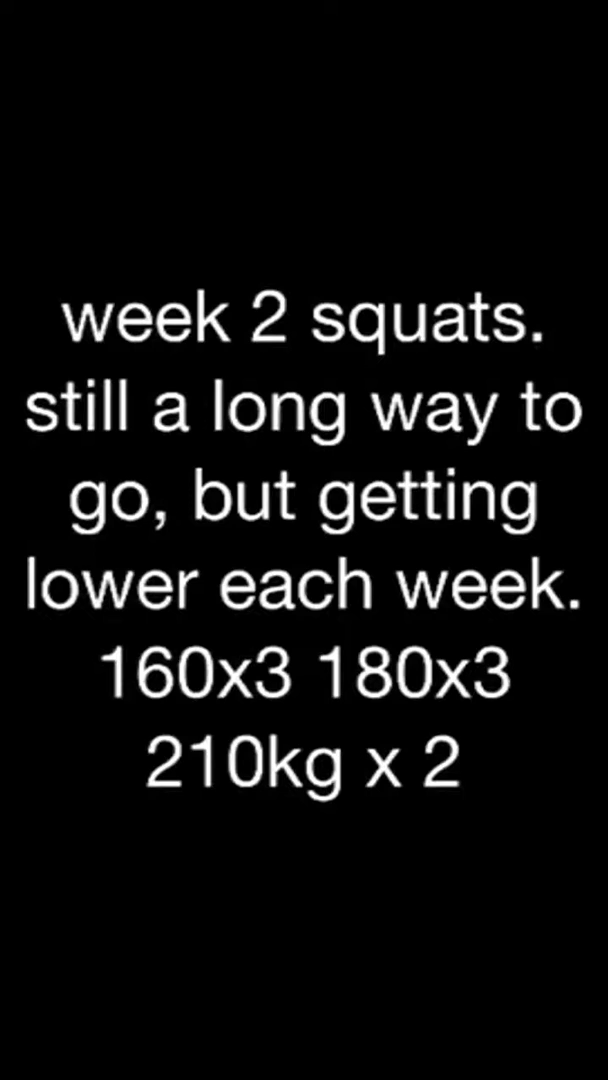 week 2 squats.
still a long way to
go, but getting
lower each week.
160x3 180x3
210kg x 2